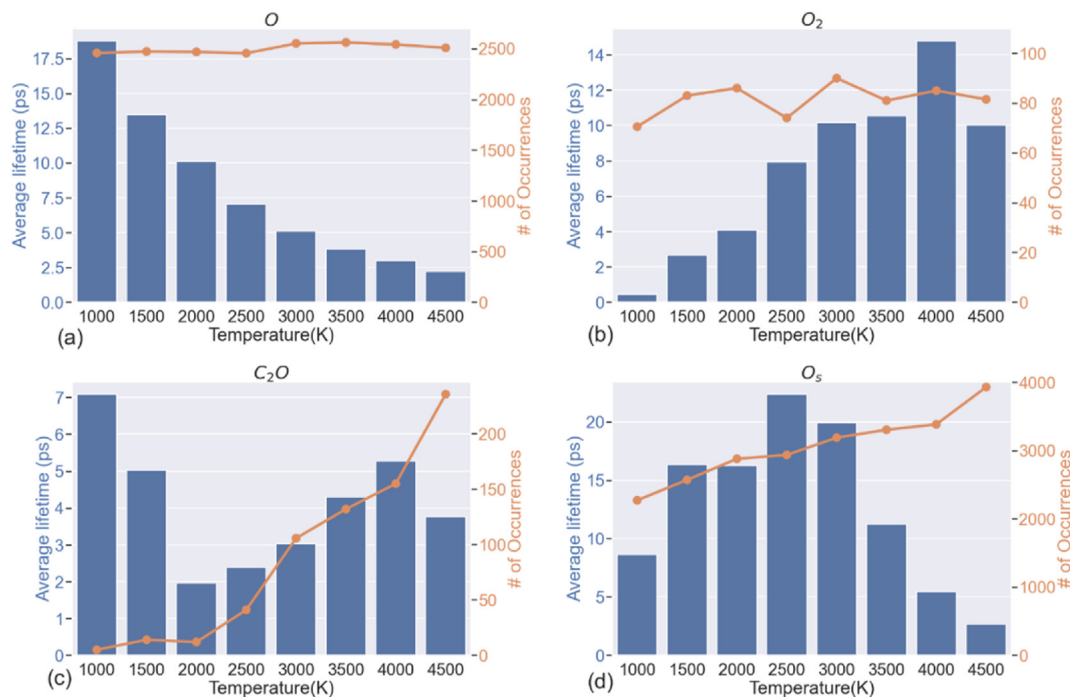 O
Average lifetime (ps)
17.5
15.0
12.5
10.0
7.5
5.0
2.5
0.0
2500
2000
1500
1000
500
0
# of Occurrences
1000 1500 2000 2500 3000 3500 4000 4500
Temperature(K)
(a)
O₂
Average lifetime (ps)
14
12
10
8
6
4
2
0
100
80
60
40
20
0
# of Occurrences
1000 1500 2000 2500 3000 3500 4000 4500
Temperature(K)
(b)
C₂O
Average lifetime (ps)
7
6
5
4
3
2
1
0
200
150
100
50
0
# of Occurrences
1000 1500 2000 2500 3000 3500 4000 4500
Temperature(K)
(c)
Oₛ
Average lifetime (ps)
20
15
10
5
0
4000
3000
2000
1000
0
# of Occurrences
1000 1500 2000 2500 3000 3500 4000 4500
Temperature(K)
(d)